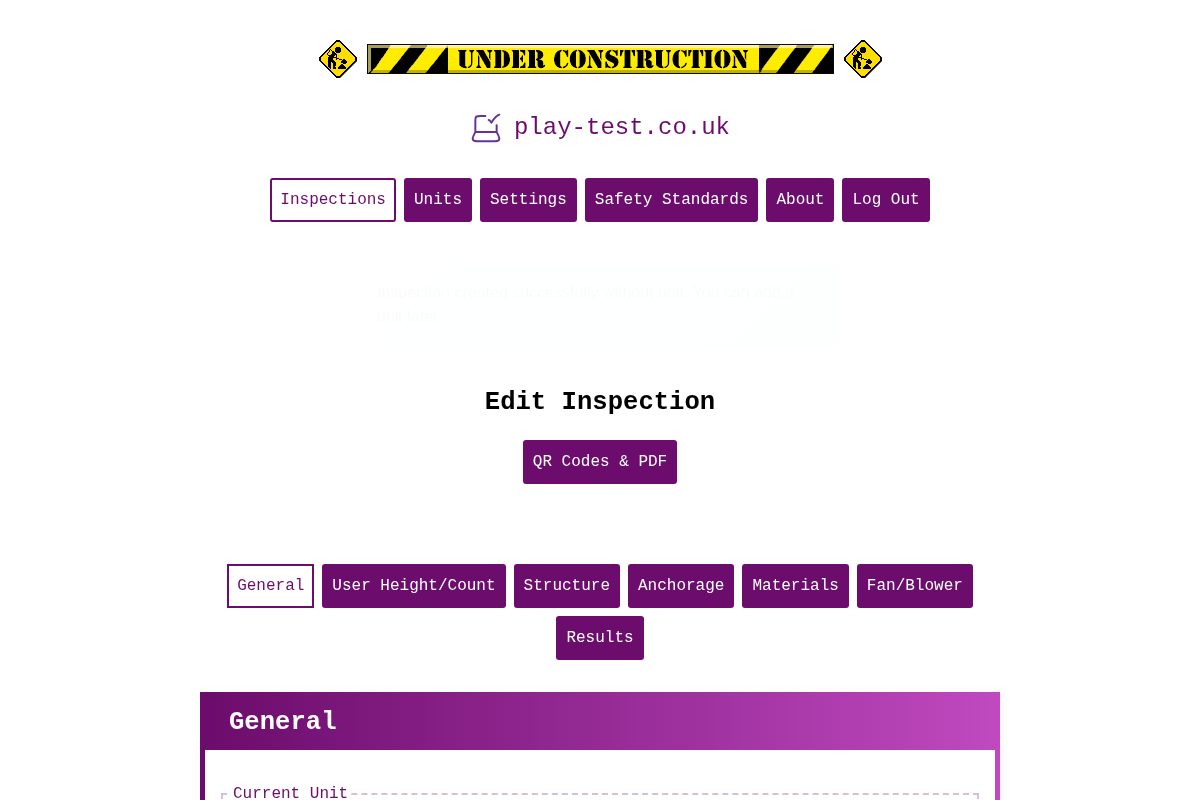 UNDER CONSTRUCTION
play-test.co.uk
Inspections Units Settings Safety Standards About Log Out
Edit Inspection
QR Codes & PDF
General User Height/Count Structure Anchorage Materials Fan/Blower
Results
General
Current Unit